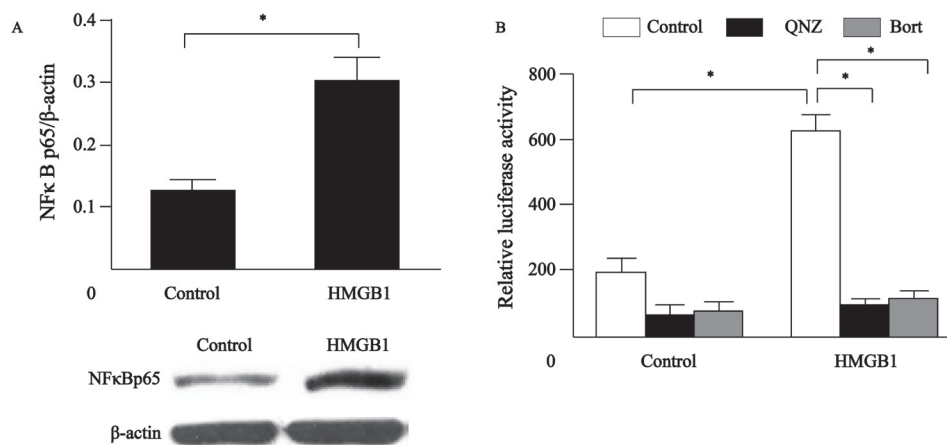 A
NFκ B p65/β-actin
0.4
0.3
0.2
0.1
0
*
Control HMGB1
Control HMGB1
NFκBp65
β-actin
B
Control QNZ Bort
Relative luciferase activity
800
600
400
200
0
*
*
*
Control HMGB1